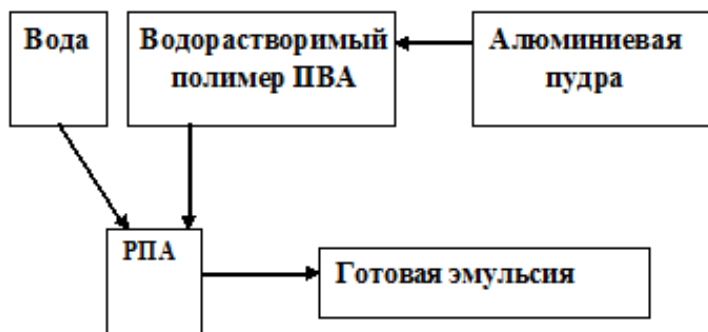 Вода
Водорастворимый
полимер ПВА
Алюминиевая
пудра
РПА
Готовая эмульсия